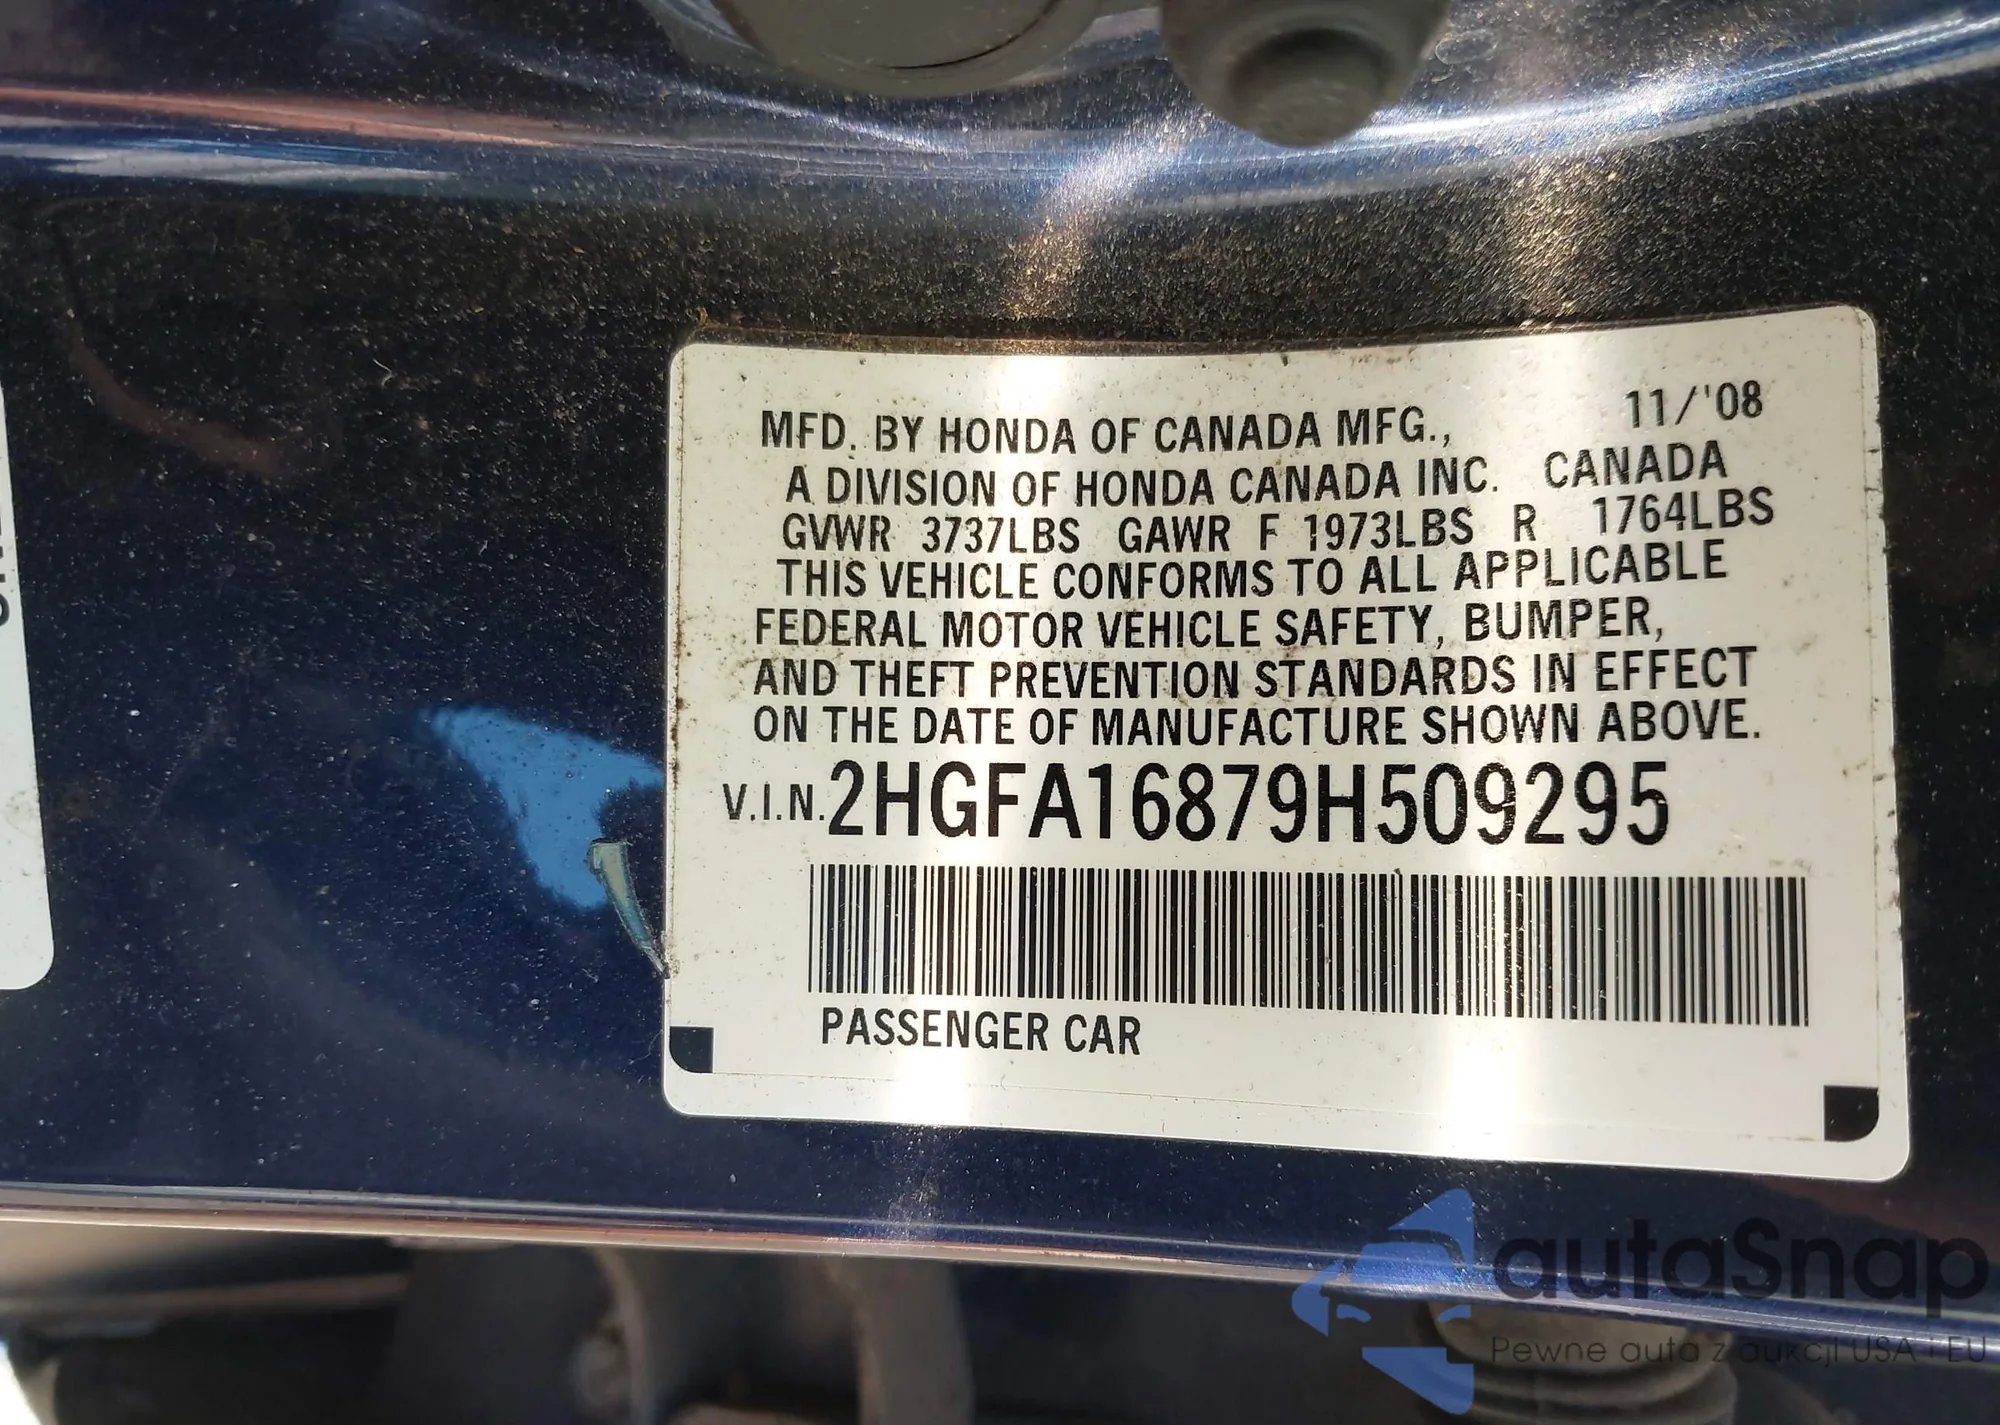 MFD. BY HONDA OF CANADA MFG., 11/'08
A DIVISION OF HONDA CANADA INC. CANADA
GVWR 3737LBS GAWR F 1973LBS R 1764LBS
THIS VEHICLE CONFORMS TO ALL APPLICABLE
FEDERAL MOTOR VEHICLE SAFETY, BUMPER,
AND THEFT PREVENTION STANDARDS IN EFFECT
ON THE DATE OF MANUFACTURE SHOWN ABOVE.
V.I.N. 2HGFA16879H509295
PASSENGER CAR
autaSnap
Pewne auta z aukcji USA i EU